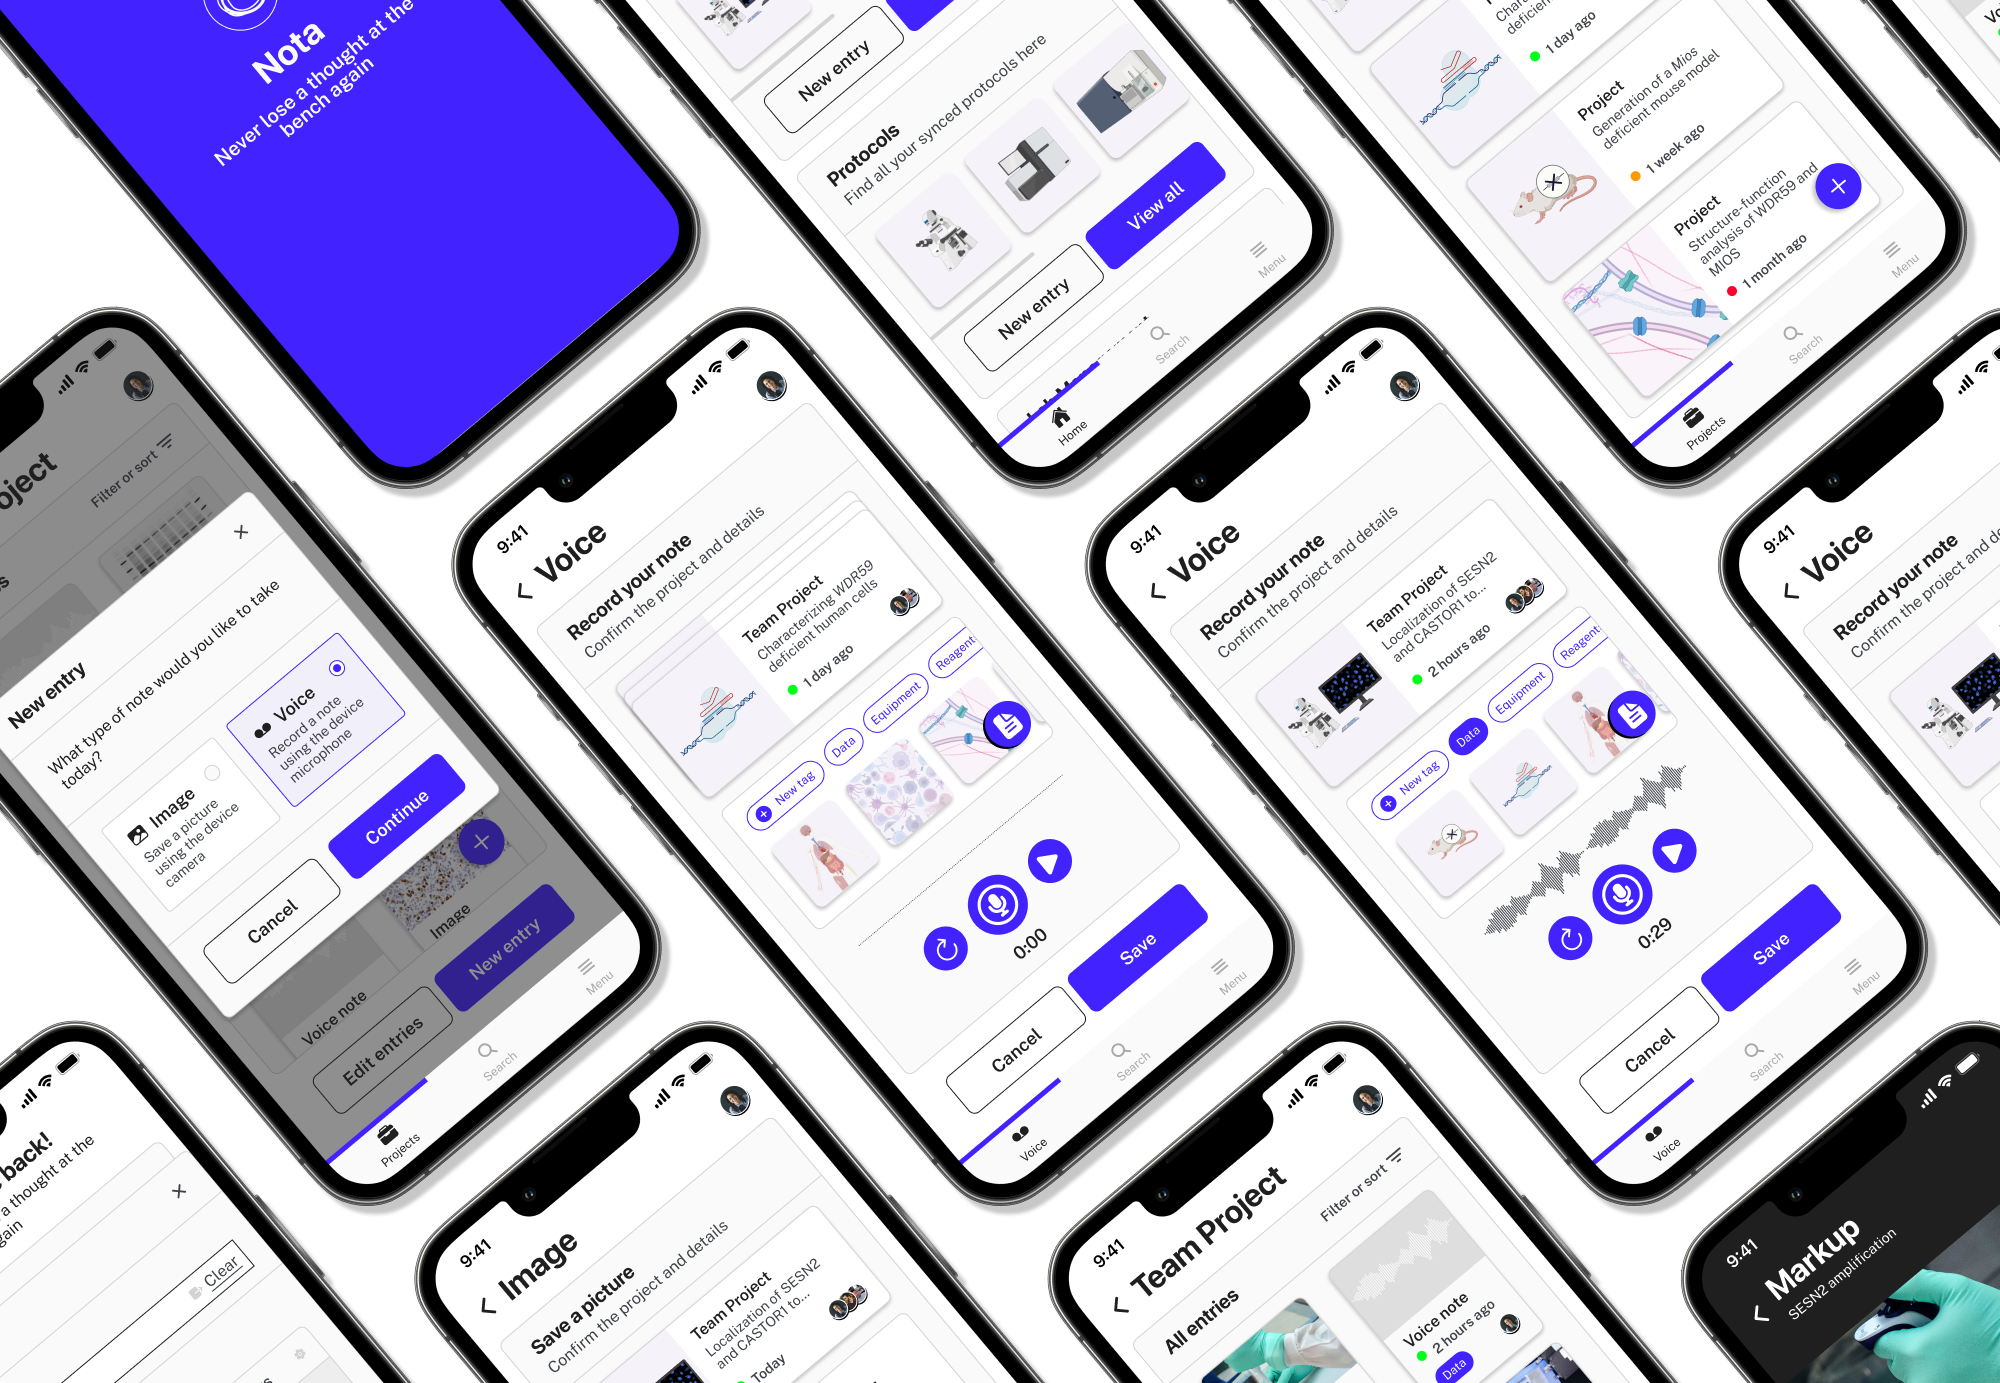 Nota
Never lose a thought at the
bench again
New entry
Protocols
Find all your synced protocols here
New entry
View all
Home
Search
Menu
1 day ago
Project
Generation of a Mios
deficient mouse model
1 week ago
Project
Structure-function
analysis of WDR59 and
MIOS
1 month ago
Projects
Search
Menu
Filter or sort
New entry
What type of note would you like to take
today?
Image
Save a picture
using the device
camera
Voice
Record a note
using the device
microphone
Cancel
Continue
Voice note
Image
Edit entries
New entry
Projects
Search
Menu
9:41
Voice
Record your note
Confirm the project and details
Team Project
Characterizing WDR59
deficient human cells
1 day ago
New tag
Data
Equipment
Reagent
0:00
Cancel
Save
Voice
Search
Menu
9:41
Voice
Record your note
Confirm the project and details
Team Project
Localization of SESN2
and CASTOR1 to...
2 hours ago
New tag
Data
Equipment
Reagent
0:29
Cancel
Save
Voice
Search
Menu
9:41
Voice
Record your note
Confirm the project and de
back!
a thought at the
Clear
9:41
Image
Save a picture
Confirm the project and details
Team Project
Localization of SESN2
and CASTOR1 to...
Today
9:41
Team Project
Filter or sort
All entries
Voice note
2 hours ago
Data
9:41
Markup
SESN2 amplification